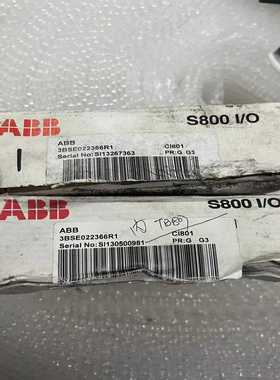 ABB
S800 I/O
ABB
3BSE022366R1
CI801
Serial No:SI13267363
PR:G G3
ABB
S800 I/O
ABB
3BSE022366R1
CI801
Serial No:SI130500981
PR:G G3